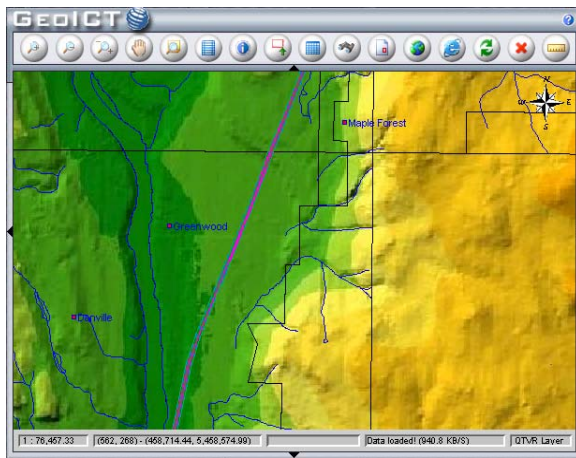 GEOICT
?
N
W E
S
Maple Forest
Greenwood
Danville
1 : 76,457.33 (562, 268) - (458,714.44, 5,458,574.99) Data loaded! (940.8 KB/S) QTVR Layer